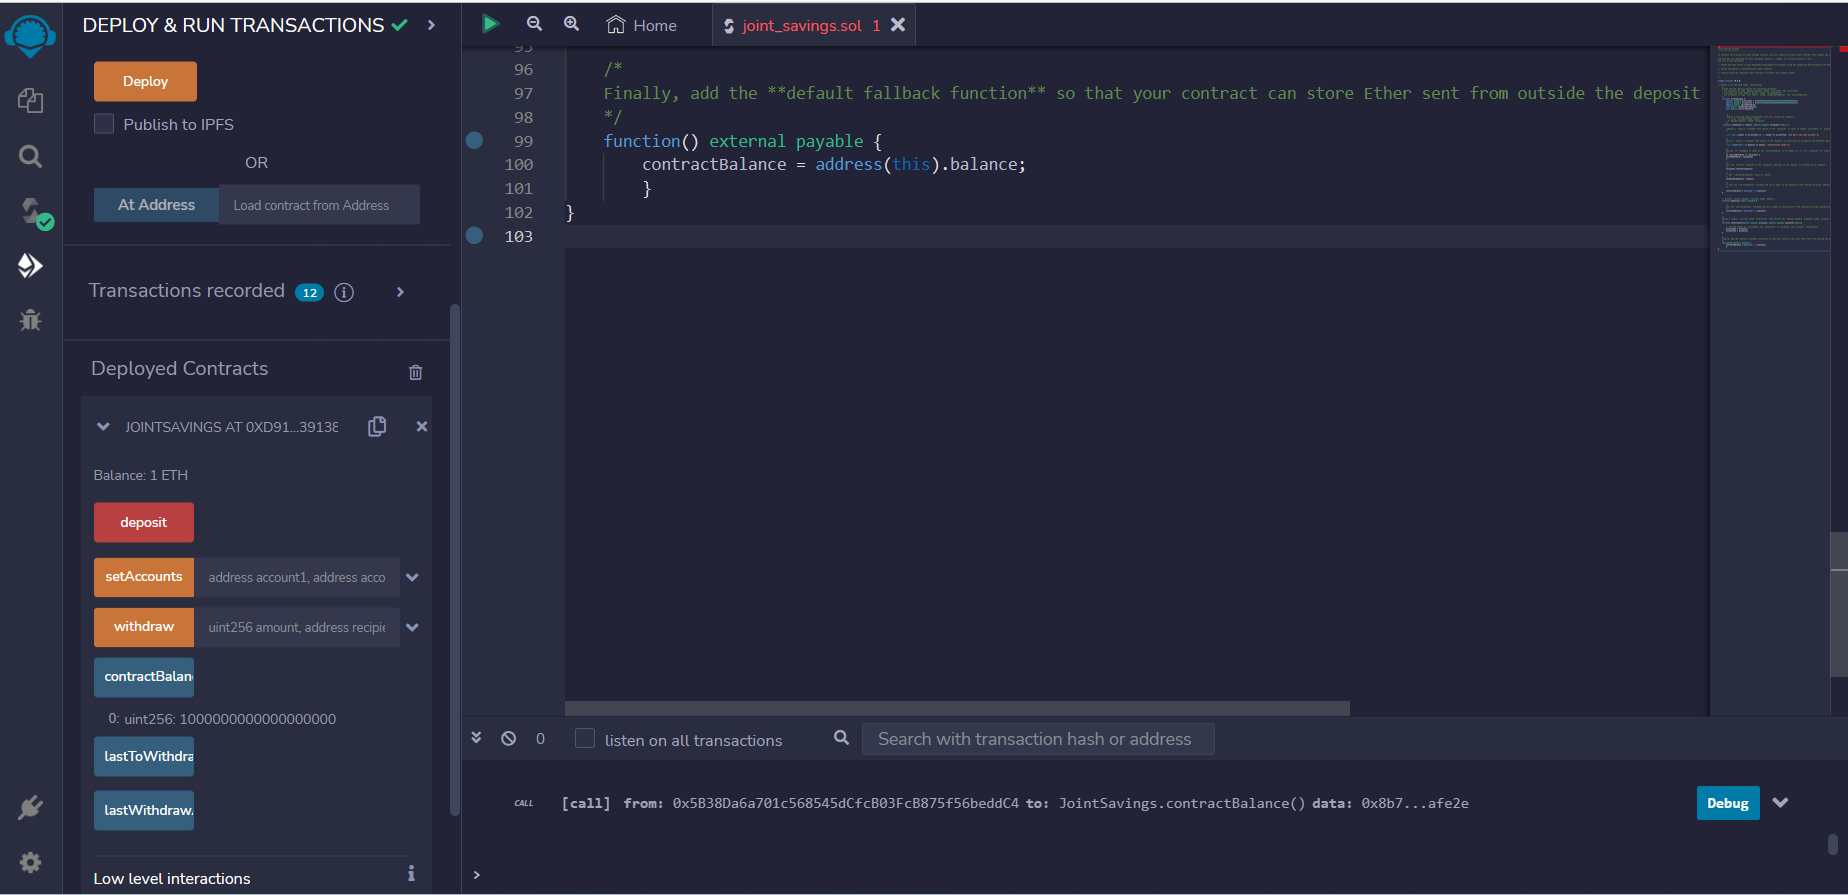 DEPLOY & RUN TRANSACTIONS
Deploy
Publish to IPFS
OR
At Address
Load contract from Address
Transactions recorded 12
Deployed Contracts
JOINTSAVINGS AT 0XD91...39138
Balance: 1 ETH
deposit
setAccounts
address account1, address acco
withdraw
uint256 amount, address recipie
contractBalan
0: uint256: 1000000000000000000
lastToWithdra
lastWithdraw
Low level interactions
Home
joint_savings.sol 1
95
96 /*
97 Finally, add the **default fallback function** so that your contract can store Ether sent from outside the deposit
98 */
99 function() external payable {
100 contractBalance = address(this).balance;
101 }
102 }
103
0
listen on all transactions
Search with transaction hash or address
CALL [call] from: 0x5B38Da6a701c568545dCfcB03FcB875f56beddC4 to: JointSavings.contractBalance() data: 0x8b7...afe2e
Debug
>